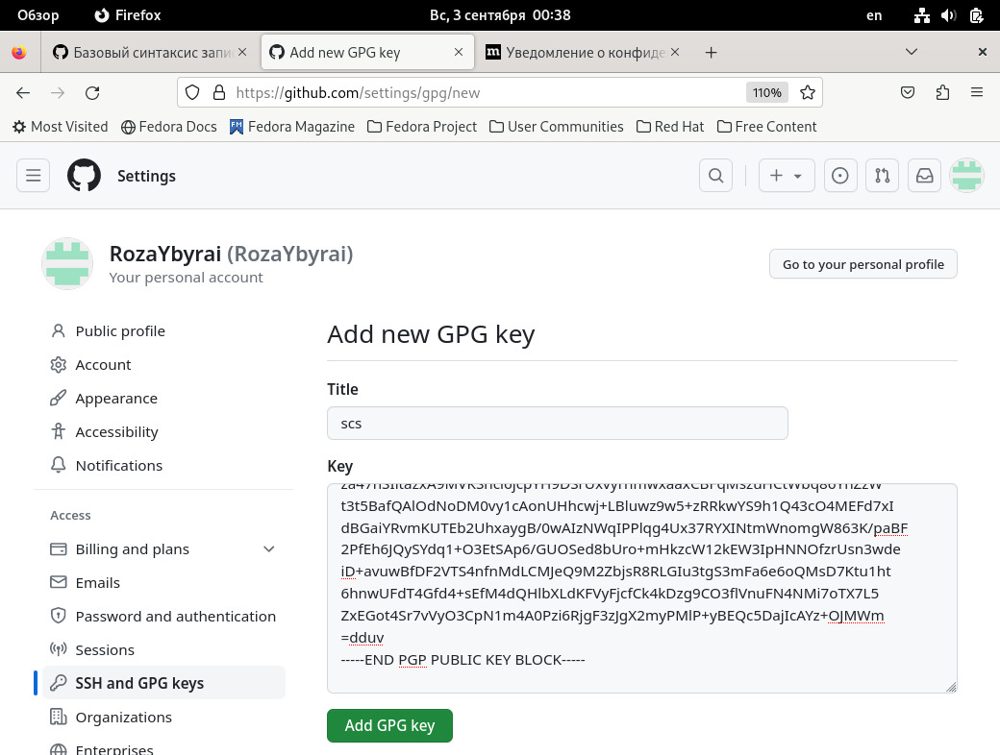 Обзор Firefox Вс, 3 сентября 00:38 en
Базовый синтаксис запи Add new GPG key Уведомление о конфиде
https://github.com/settings/gpg/new 110%
Most Visited Fedora Docs Fedora Magazine Fedora Project User Communities Red Hat Free Content
Settings
RozaYbyrai (RozaYbyrai)
Your personal account
Go to your personal profile
Public profile
Account
Appearance
Accessibility
Notifications
Access
Billing and plans
Emails
Password and authentication
Sessions
SSH and GPG keys
Organizations
Enterprises
Add new GPG key
Title
scs
Key
t3t5BafQAlOdNoDM0vy1cAonUHhcwj+LBluwz9w5+zRRkwYS9h1Q43cO4MEFd7xI
dBGaiYRvmKUTEb2UhxaygB/0wAIzNWqIPPlqg4Ux37RYXINtmWnomgW863K/paBF
2PfEh6JQySYdq1+O3EtSAp6/GUOSed8bUro+mHkzcW12kEW3IpHNNOfzrUsn3wde
iD+avuwBfDF2VTS4nfnMdLCMJeQ9M2ZbjsR8RLGIu3tgS3mFa6e6oQMsD7Ktu1ht
6hnwUFdT4Gfd4+sEfM4dQHlbXLdKFVyFjcfCk4kDzg9CO3flVnuFN4NMi7oTX7L5
ZxEGot4Sr7vVyO3CpN1m4A0Pzi6RjgF3zJgX2myPMlP+yBEQc5DajIcAYz+OJMWm
=dduv
-----END PGP PUBLIC KEY BLOCK-----
Add GPG key